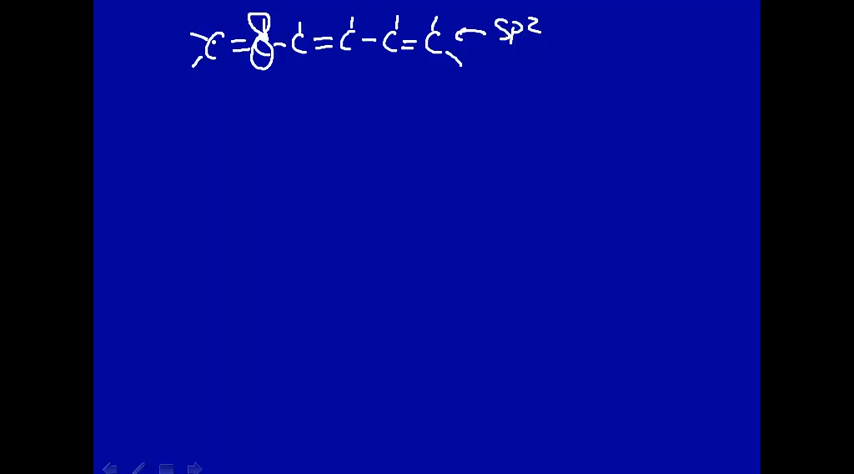 C = C - C = C - C = C ← sp2